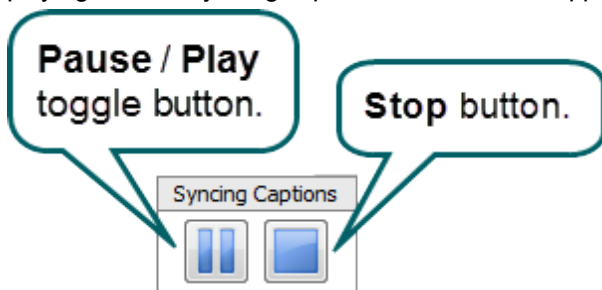 Pause / Play
toggle button.
Stop button.
Syncing Captions